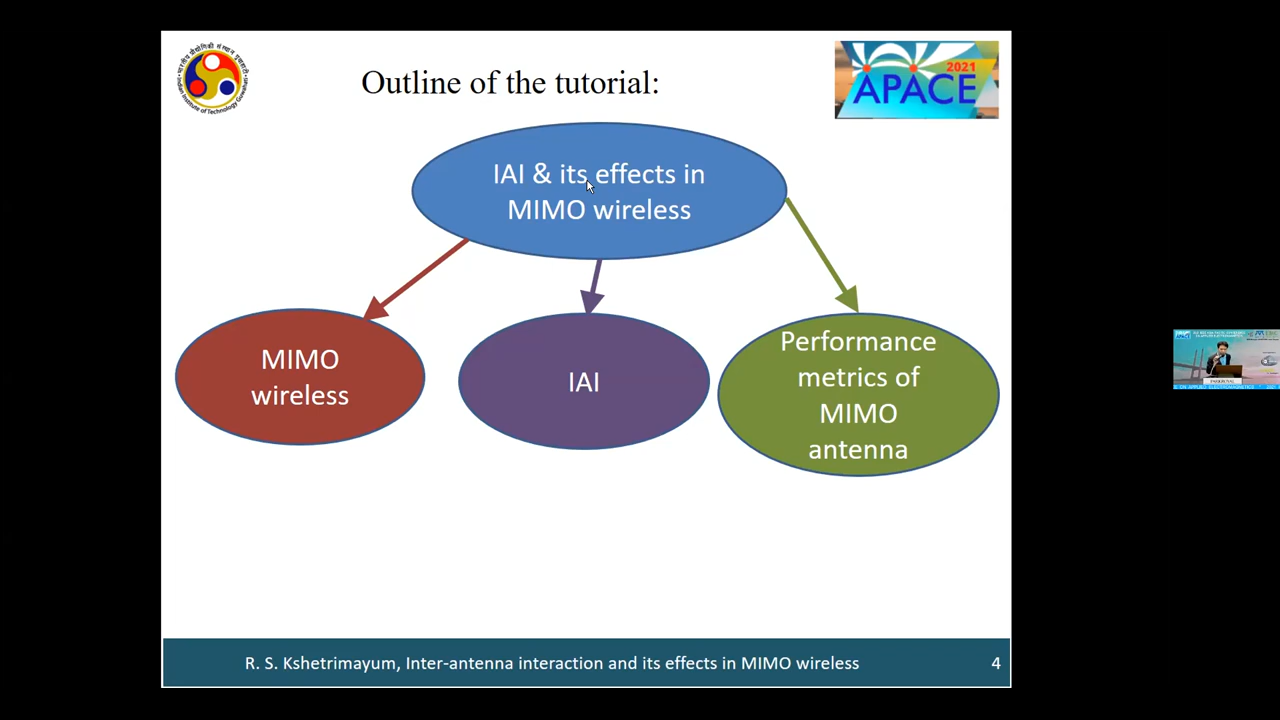 Outline of the tutorial:
2021
APACE
IAI & its effects in
MIMO wireless
MIMO
wireless
IAI
Performance
metrics of
MIMO
antenna
R. S. Kshetrimayum, Inter-antenna interaction and its effects in MIMO wireless
4